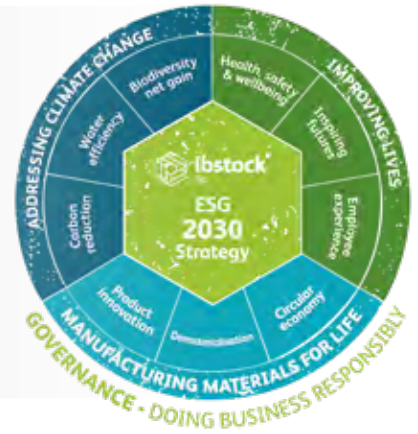 ADDRESSING CLIMATE CHANGE
Carbon
reduction
Water
efficiency
Biodiversity
net gain
IMPROVING LIVES
Health, safety
& wellbeing
Inspiring
futures
Employee
experience
MANUFACTURING MATERIALS FOR LIFE
Product
innovation
Dematerialisation
Circular
economy
ibstock
ESG
2030
Strategy
GOVERNANCE - DOING BUSINESS RESPONSIBLY